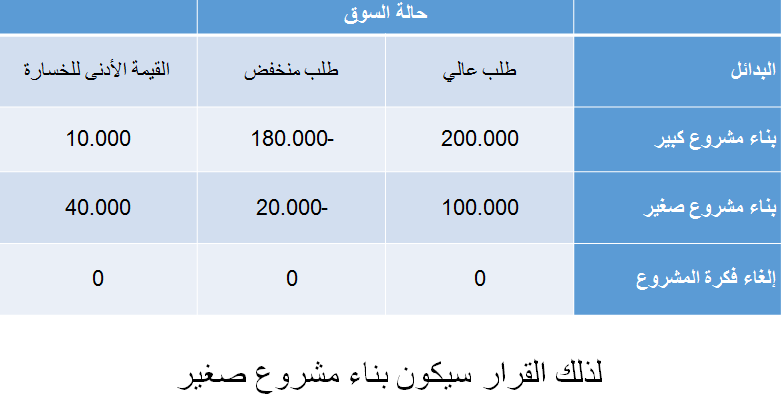 حالة السوق
البدائل طلب عالي طلب منخفض القيمة الأدنى للخسارة
بناء مشروع كبير 200.000 -180.000 10.000
بناء مشروع صغير 100.000 -20.000 40.000
إلغاء فكرة المشروع 0 0 0
لذلك القرار سيكون بناء مشروع صغير